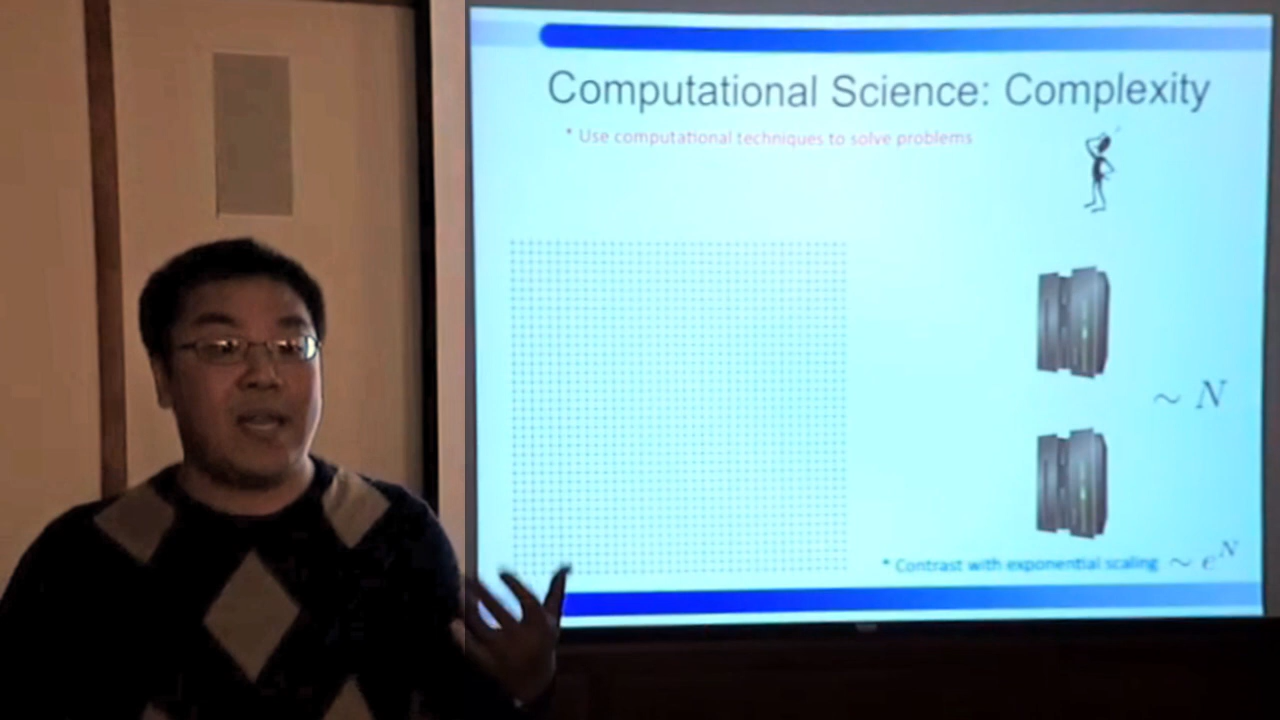 Computational Science: Complexity
* Use computational techniques to solve problems
~ N
* Contrast with exponential scaling ~ e^N